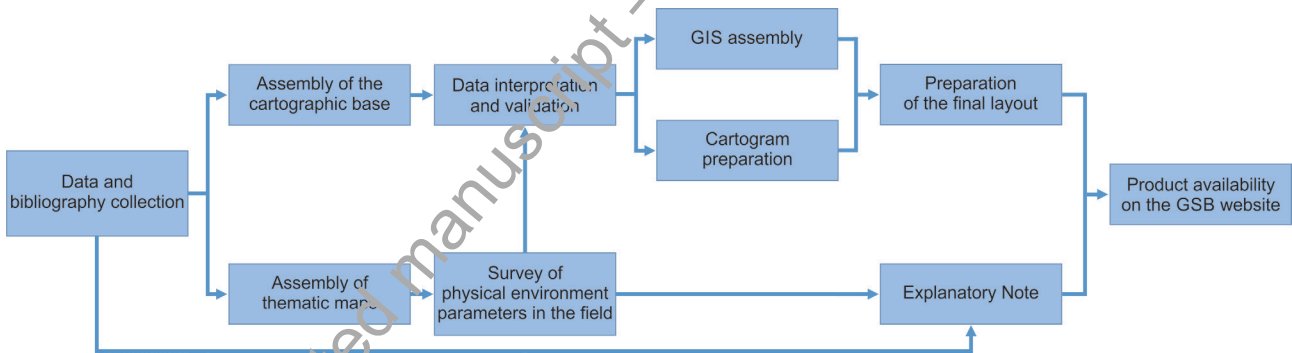 GIS assembly
Assembly of the
cartographic base
Data interpretation
and validation
Preparation
of the final layout
Cartogram
preparation
Data and
bibliography collection
Product availability
on the GSB website
Assembly of
thematic maps
Survey of
physical environment
parameters in the field
Explanatory Note
ted manuscript –